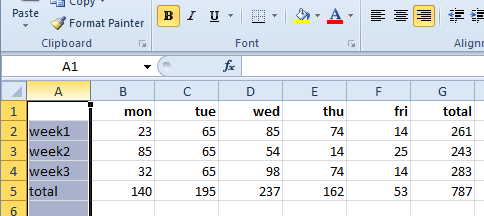 Copy
Paste
Format Painter
Clipboard
B I U
Font
Alignm
A1
fx
A B C D E F G
1 mon tue wed thu fri total
2 week1 23 65 85 74 14 261
3 week2 85 65 54 14 25 243
4 week3 32 65 98 74 14 283
5 total 140 195 237 162 53 787
6